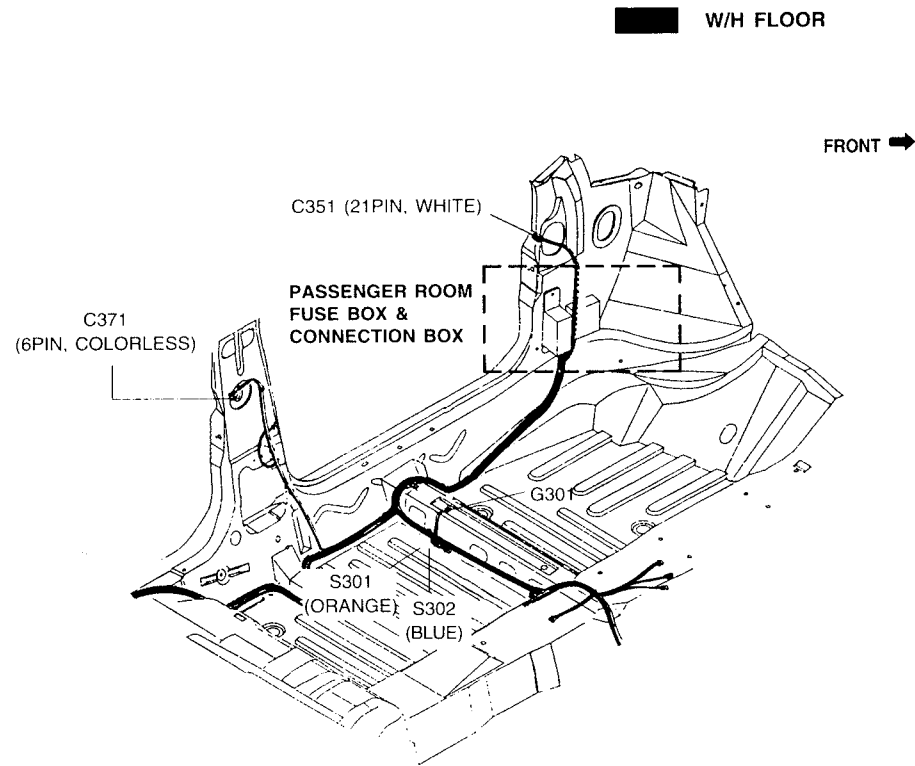 W/H FLOOR
FRONT
C351 (21PIN, WHITE)
PASSENGER ROOM
FUSE BOX &
CONNECTION BOX
C371
(6PIN, COLORLESS)
G301
S301
(ORANGE)
S302
(BLUE)